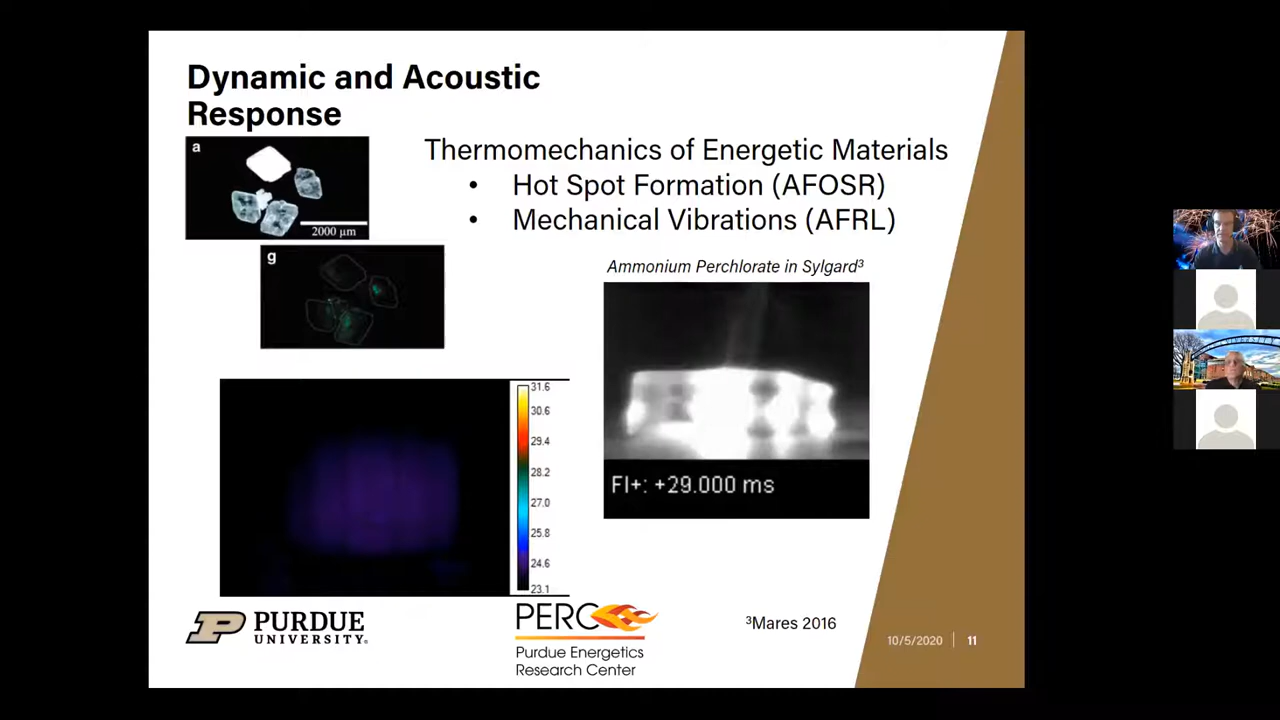 Dynamic and Acoustic
Response
a
2000 µm
g
Thermomechanics of Energetic Materials
• Hot Spot Formation (AFOSR)
• Mechanical Vibrations (AFRL)
Ammonium Perchlorate in Sylgard³
FI+: +29.000 ms
31.6
30.6
29.4
28.2
27.0
25.8
24.6
23.1
PURDUE
UNIVERSITY®
PERC
Purdue Energetics
Research Center
³Mares 2016
10/5/2020 | 11